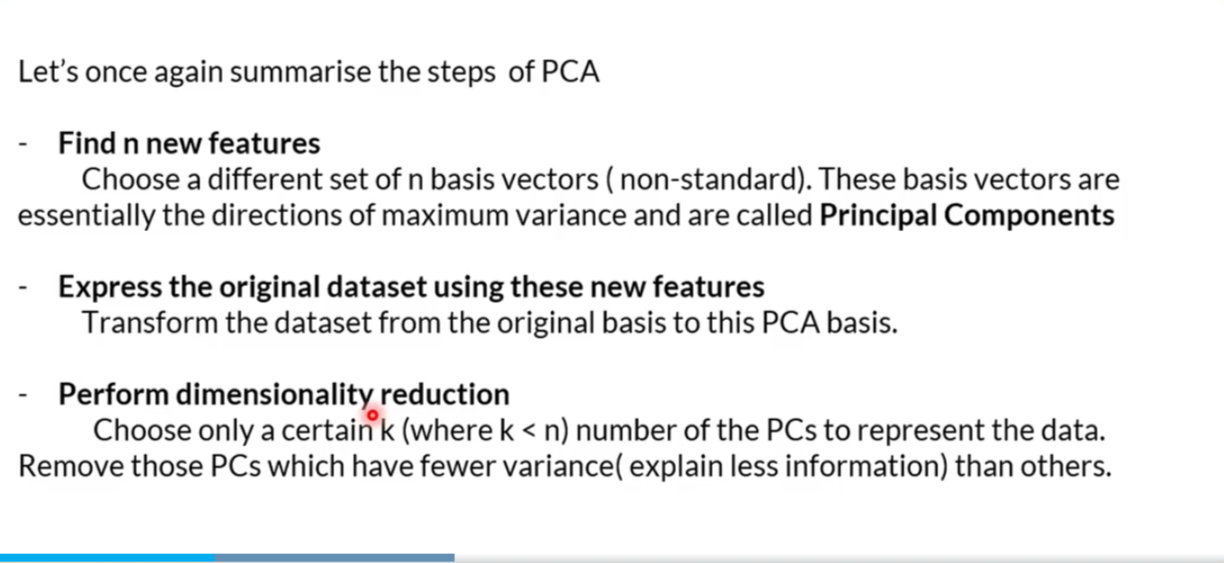 Let's once again summarise the steps of PCA
- Find n new features
Choose a different set of n basis vectors ( non-standard). These basis vectors are
essentially the directions of maximum variance and are called Principal Components
- Express the original dataset using these new features
Transform the dataset from the original basis to this PCA basis.
- Perform dimensionality reduction
Choose only a certain k (where k < n) number of the PCs to represent the data.
Remove those PCs which have fewer variance( explain less information) than others.